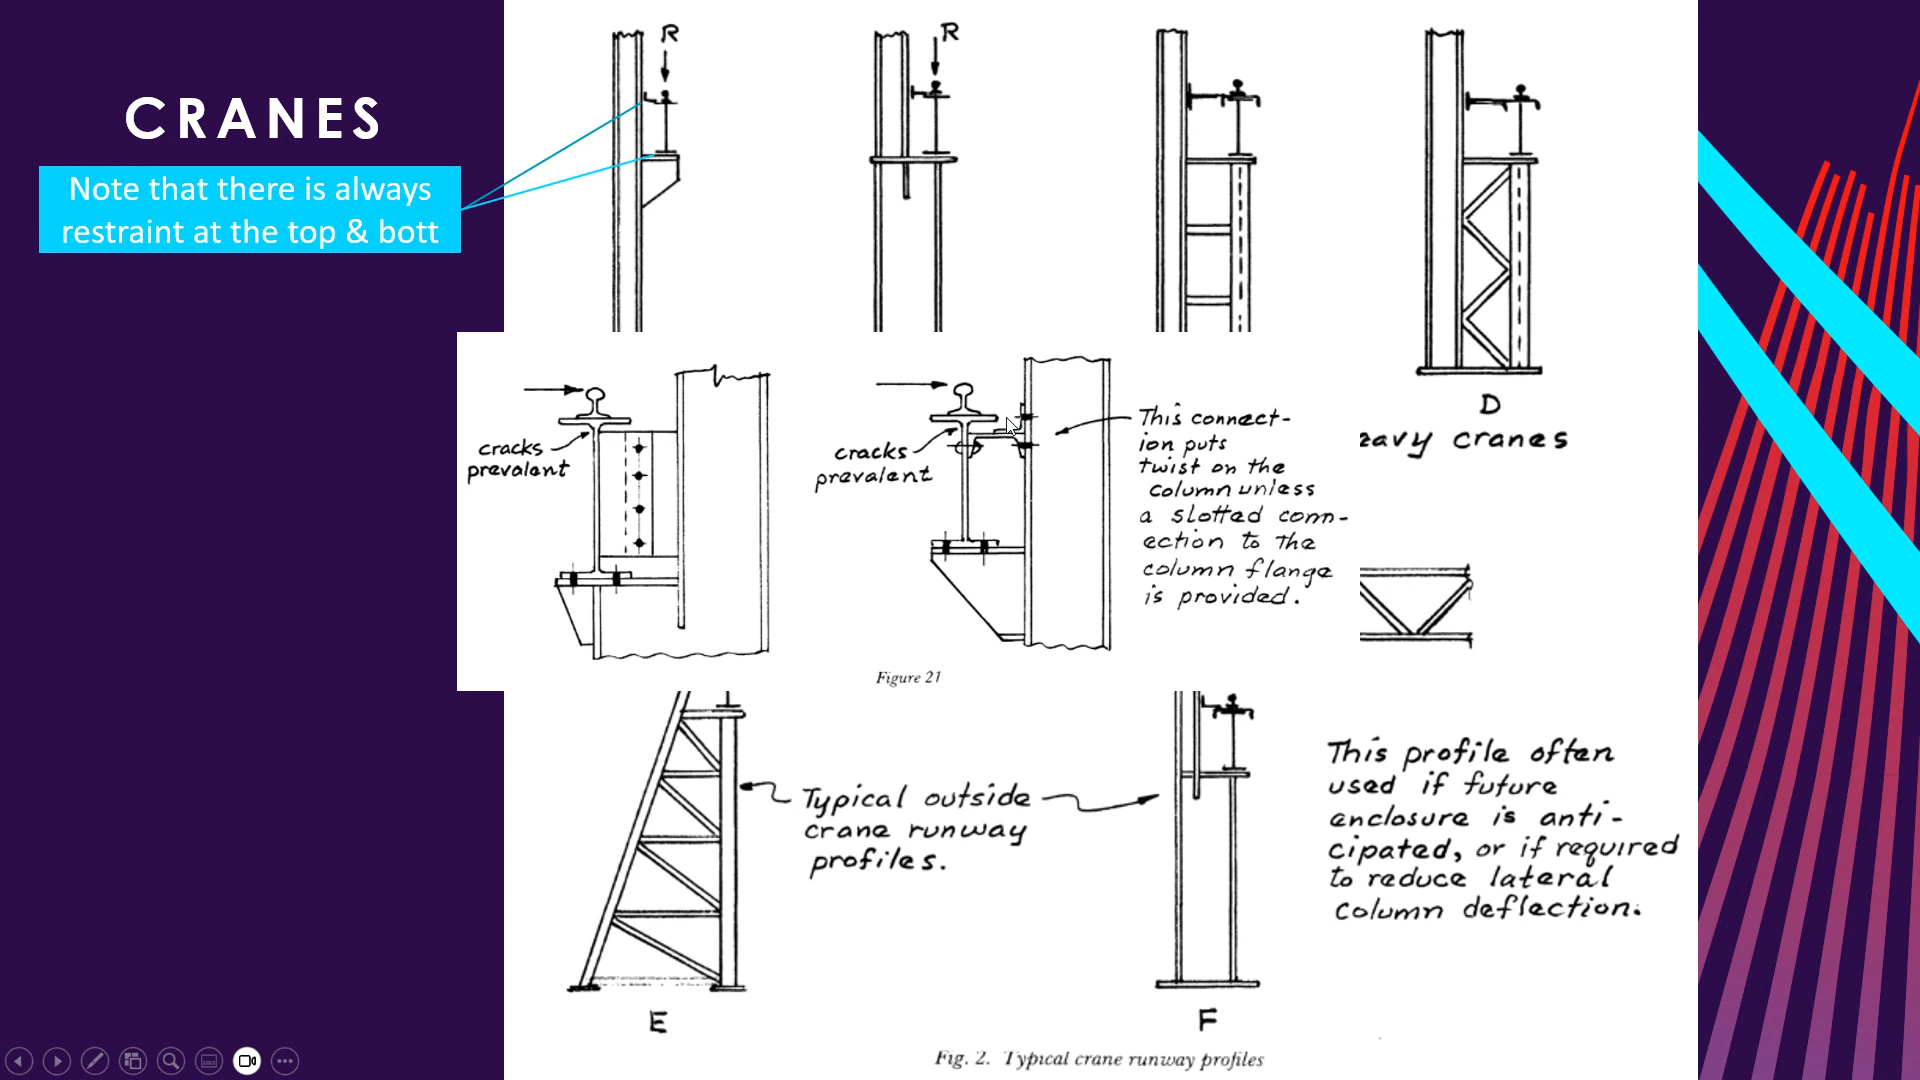 CRANES
Note that there is always
restraint at the top & bott
R
R
D
eavy cranes
cracks
prevalent
cracks
prevalent
This connect-
ion puts
twist on the
column unless
a slotted conn-
ection to the
column flange
is provided.
Figure 21
Typical outside
crane runway
profiles.
This profile often
used if future
enclosure is anti-
cipated, or if required
to reduce lateral
column deflection.
E
F
Fig. 2. Typical crane runway profiles